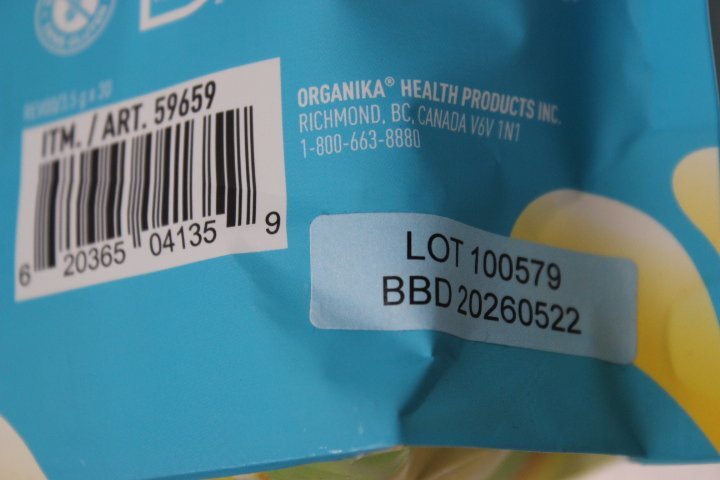 ITM. / ART. 59659
6 20365 04135 9
ORGANIKA® HEALTH PRODUCTS INC.
RICHMOND, BC, CANADA V6V 1N1
1-800-663-8880
LOT 100579
BBD 20260522